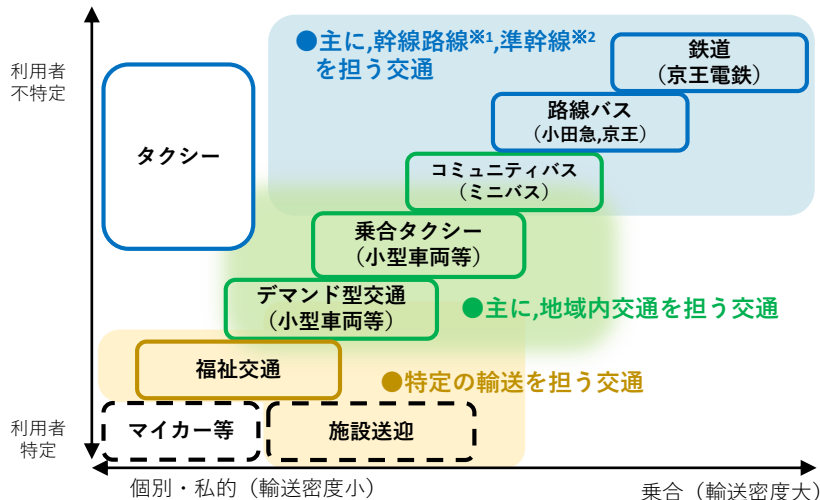 利用者
不特定
●主に,幹線路線※1,準幹線※2
を担う交通
鉄道
（京王電鉄）
路線バス
（小田急,京王）
タクシー
コミュニティバス
（ミニバス）
乗合タクシー
（小型車両等）
デマンド型交通
（小型車両等）
●主に,地域内交通を担う交通
福祉交通
●特定の輸送を担う交通
利用者
特定
マイカー等
施設送迎
個別・私的（輸送密度小）
乗合（輸送密度大）